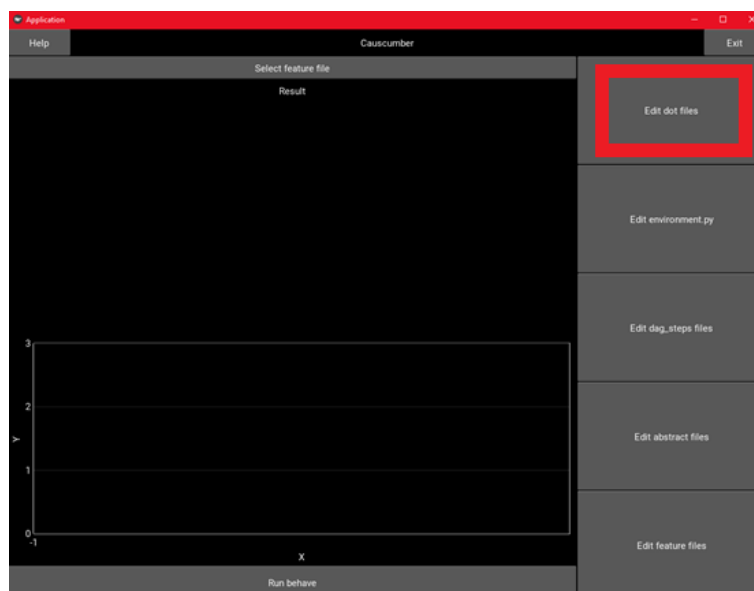 Application
Help
Causcumber
Exit
Select feature file
Result
Edit dot files
Edit environment.py
Edit dag_steps files
Edit abstract files
Edit feature files
3
2
Y
1
0
-1
X
Run behave